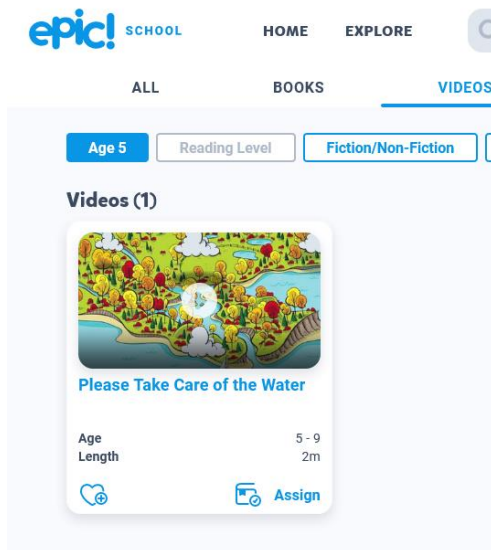 epic! SCHOOL HOME EXPLORE
ALL BOOKS VIDEOS
Age 5 Reading Level Fiction/Non-Fiction
Videos (1)
Please Take Care of the Water
Age 5 - 9
Length 2m
Assign